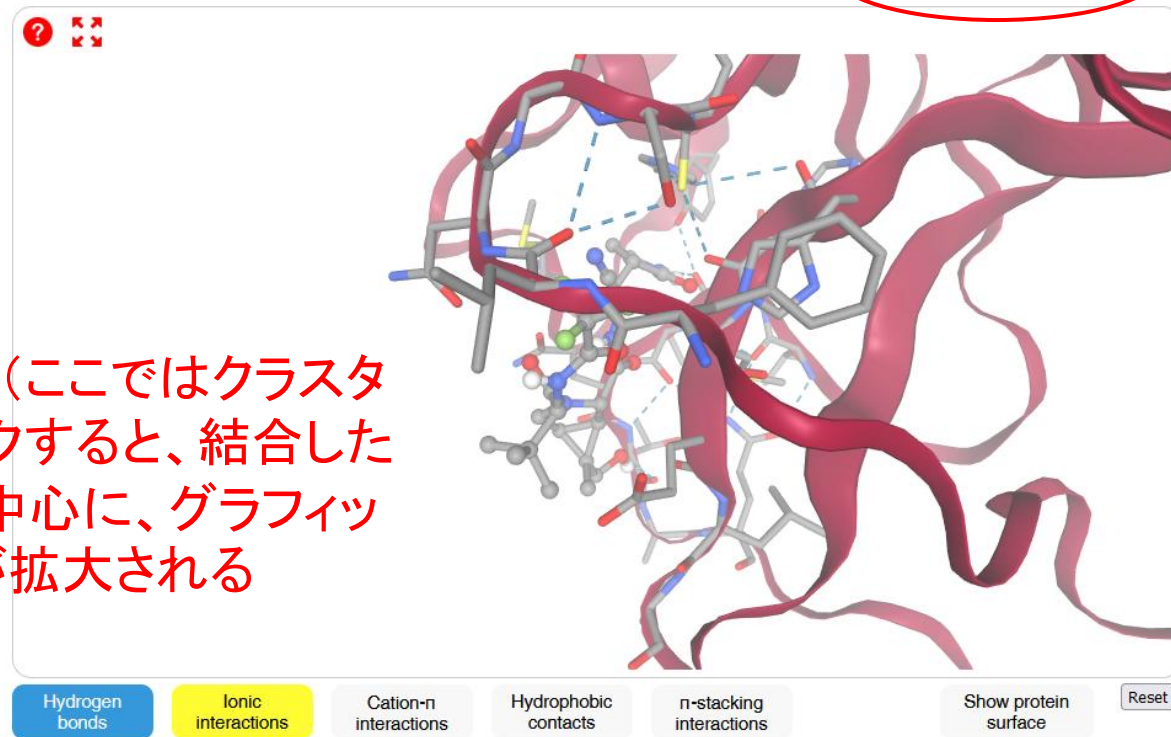 ?
（ここではクラスタ
クすると、結合した
中心に、グラフィッ
が拡大される
Hydrogen
bonds
Ionic
interactions
Cation-π
interactions
Hydrophobic
contacts
π-stacking
interactions
Show protein
surface
Reset